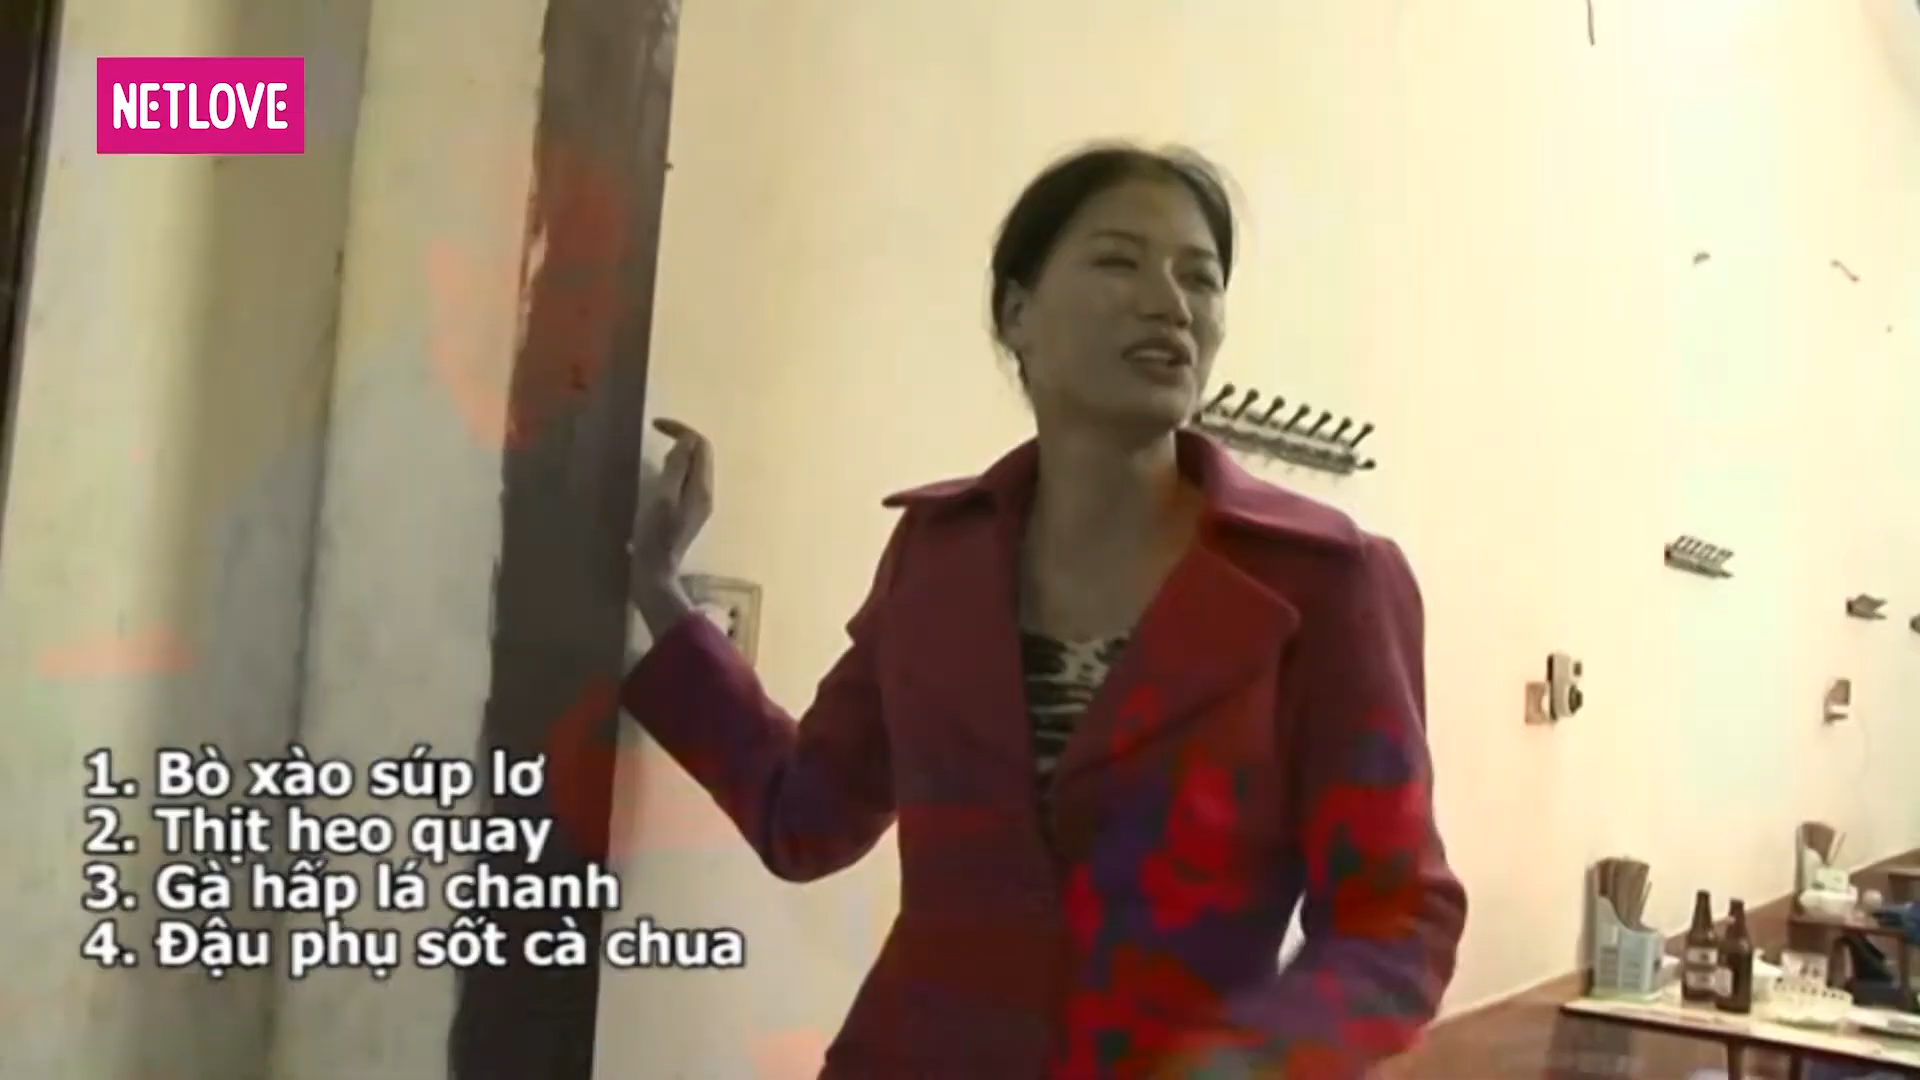 NETLOVE
1. Bò xào súp lơ
2. Thịt heo quay
3. Gà hấp lá chanh
4. Đậu phụ sốt cà chua